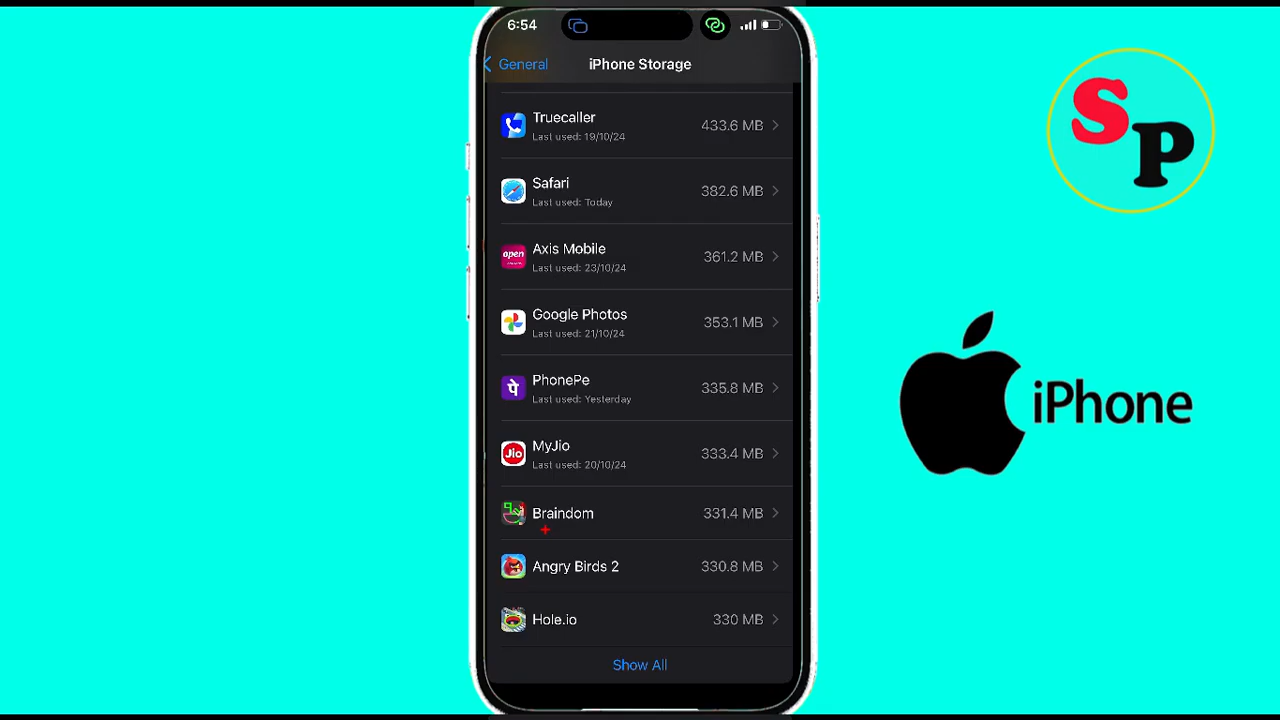 6:54
General
iPhone Storage
Truecaller
433.6 MB
Last used: 19/10/24
Safari
382.6 MB
Last used: Today
open
Axis Mobile
361.2 MB
Last used: 23/10/24
Google Photos
353.1 MB
Last used: 21/10/24
पे
PhonePe
335.8 MB
Last used: Yesterday
Jio
MyJio
333.4 MB
Last used: 20/10/24
Braindom
331.4 MB
Angry Birds 2
330.8 MB
Hole.io
330 MB
Show All
SP
iPhone